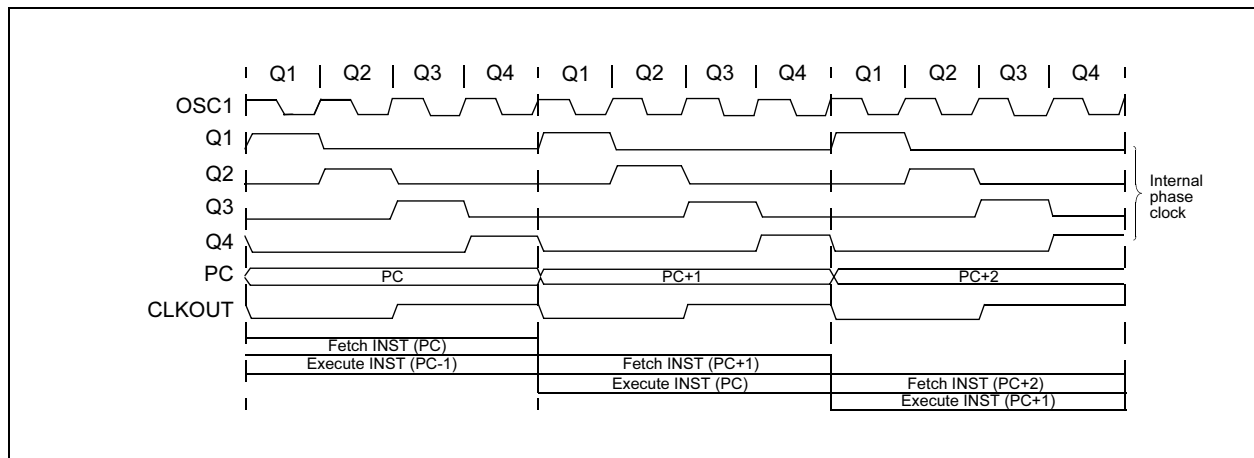 Q1 Q2 Q3 Q4 Q1 Q2 Q3 Q4 Q1 Q2 Q3 Q4
OSC1
Q1
Q2
Q3
Q4
Internal
phase
clock
PC PC PC+1 PC+2
CLKOUT
Fetch INST (PC)
Execute INST (PC-1) Fetch INST (PC+1)
Execute INST (PC) Fetch INST (PC+2)
Execute INST (PC+1)